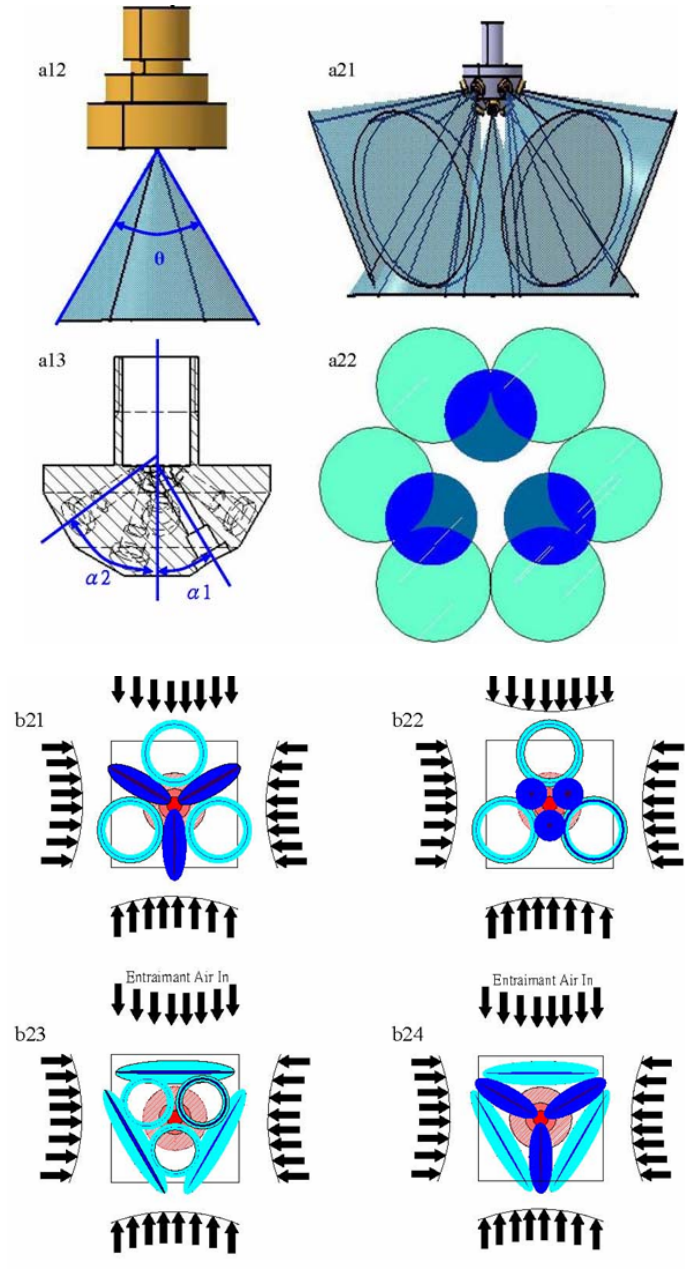 a12
a21
θ
a13
a22
α2
α1
b21
b22
Entraimant Air In
Entraimant Air In
b23
b24